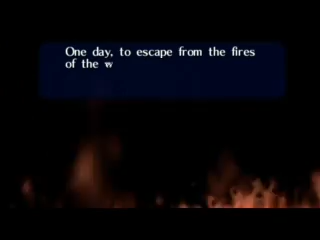 One day, to escape from the fires
of the w